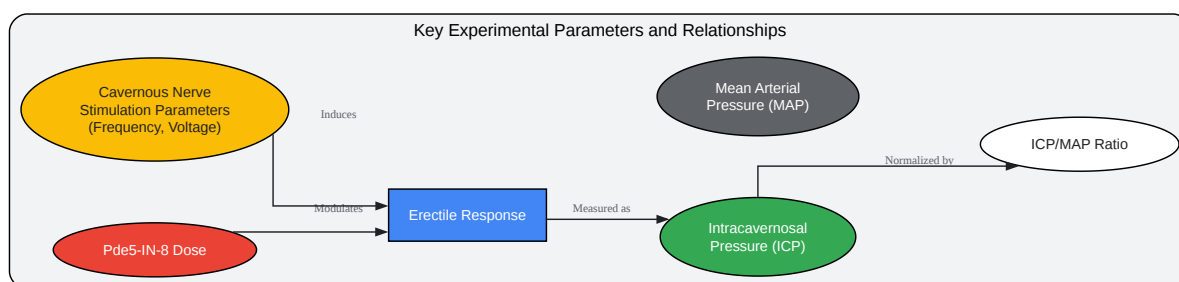 Key Experimental Parameters and Relationships
Cavernous Nerve
Stimulation Parameters
(Frequency, Voltage)
Induces
Mean Arterial
Pressure (MAP)
ICP/MAP Ratio
Normalized by
Modulates
Erectile Response
Measured as
Intracavernosal
Pressure (ICP)
Pde5-IN-8 Dose